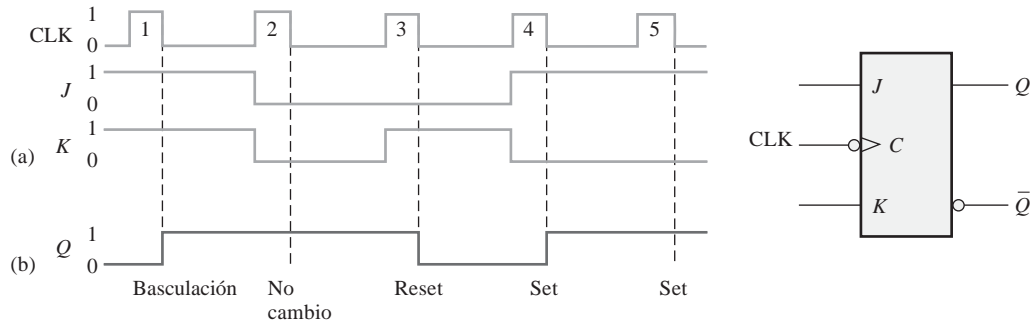 1
CLK 1 2 3 4 5
0
1
J
0
1
(a) K
0
1
Q
(b) 0
Basculación No Reset Set Set
cambio
J Q
CLK C
K Q̅